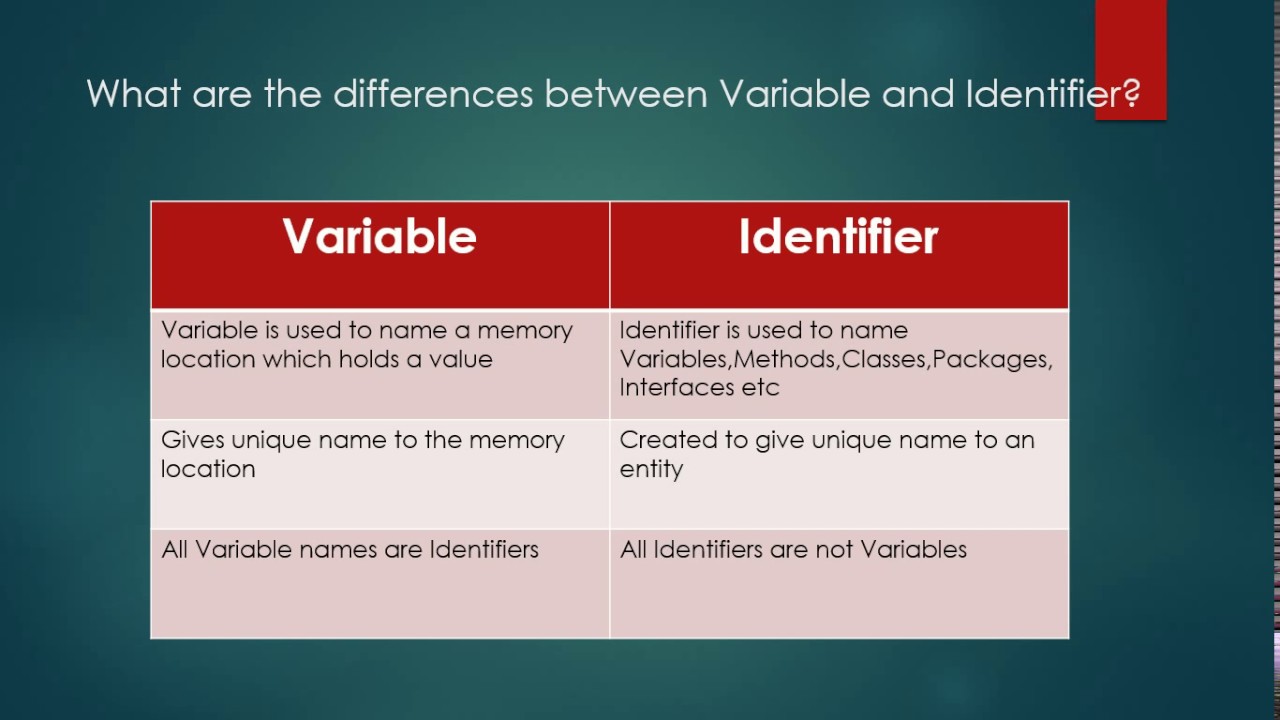 What are the differences between Variable and Identifier?
Variable
Identifier
Variable is used to name a memory
location which holds a value
Identifier is used to name
Variables,Methods,Classes,Packages,
Interfaces etc
Gives unique name to the memory
location
Created to give unique name to an
entity
All Variable names are Identifiers
All Identifiers are not Variables